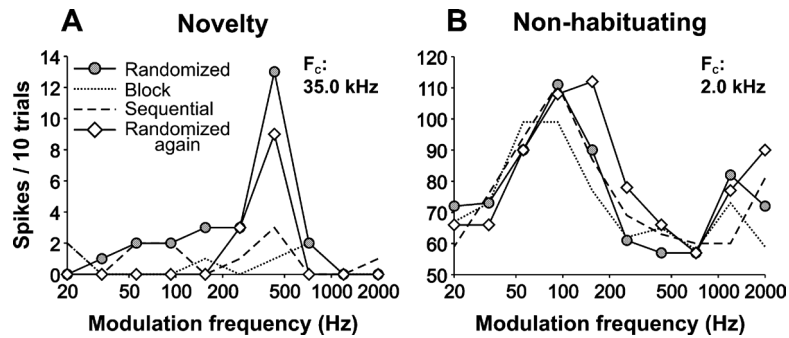 A
Novelty
Spikes / 10 trials
14
12
10
8
6
4
2
0
Randomized
Block
Sequential
Randomized
again
Fc:
35.0 kHz
20 50 100 200 500 1000 2000
Modulation frequency (Hz)
B
Non-habituating
120
110
100
90
80
70
60
50
Fc:
2.0 kHz
20 50 100 200 500 1000 2000
Modulation frequency (Hz)